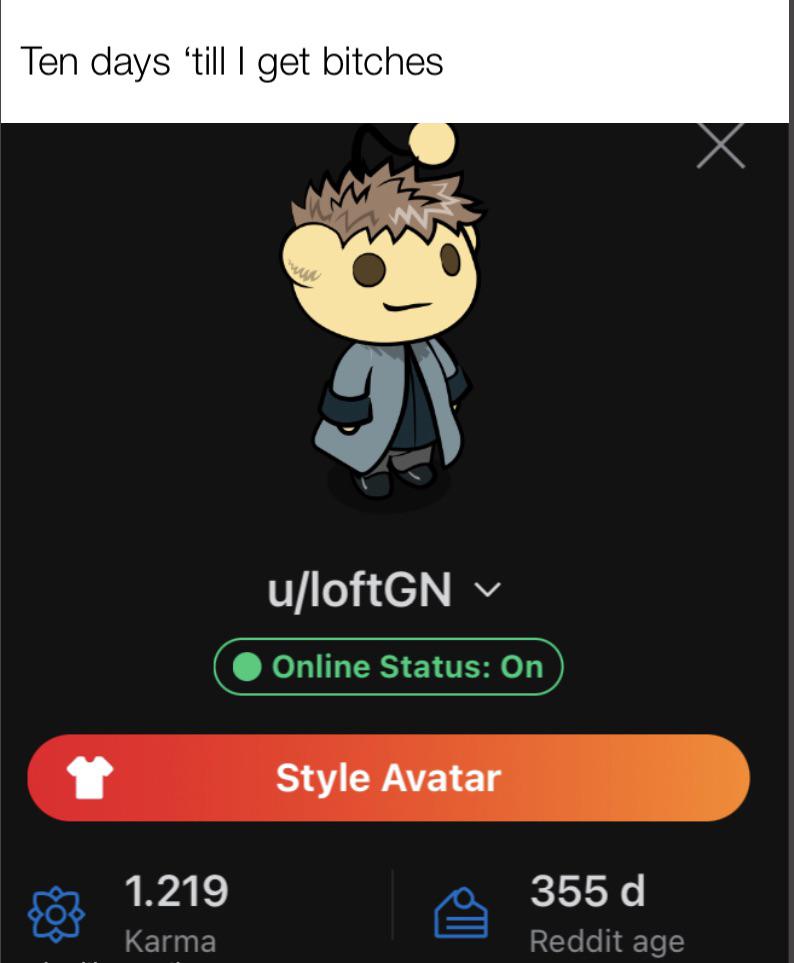 Ten days ‘till I get bitches
u/loftGN
Online Status: On
Style Avatar
1.219
355 d
Karma
Reddit age